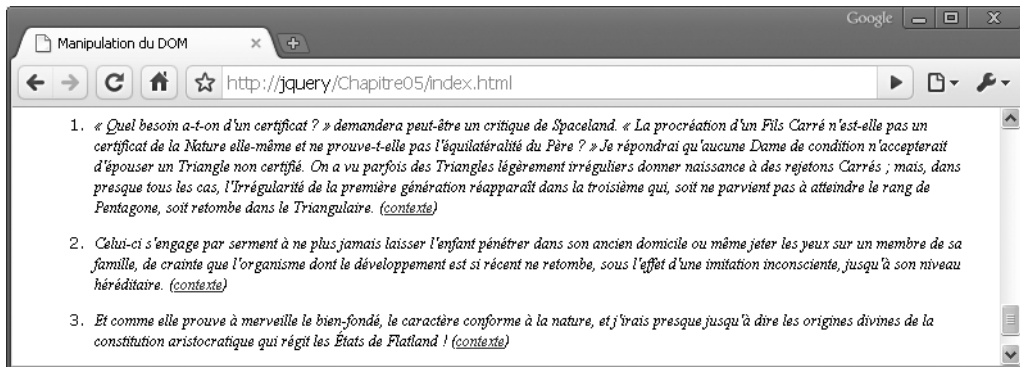 Google
Manipulation du DOM
http://jquery/Chapitre05/index.html
1. « Quel besoin a-t-on d'un certificat ? » demandera peut-être un critique de Spaceland. « La procréation d'un Fils Carré n'est-elle pas un
certificat de la Nature elle-même et ne prouve-t-elle pas l'équilatéralité du Père ? » Je répondrai qu'aucune Dame de condition n'accepterait
d'épouser un Triangle non certifié. On a vu parfois des Triangles légèrement irréguliers donner naissance à des rejetons Carrés ; mais, dans
presque tous les cas, l'Irrégularité de la première génération réapparaît dans la troisième qui, soit ne parvient pas à atteindre le rang de
Pentagone, soit retombe dans le Triangulaire. (contexte)
2. Celui-ci s'engage par serment à ne plus jamais laisser l'enfant pénétrer dans son ancien domicile ou même jeter les yeux sur un membre de sa
famille, de crainte que l'organisme dont le développement est si récent ne retombe, sous l'effet d'une imitation inconsciente, jusqu'à son niveau
héréditaire. (contexte)
3. Et comme elle prouve à merveille le bien-fondé, le caractère conforme à la nature, et j'irais presque jusqu'à dire les origines divines de la
constitution aristocratique qui régit les États de Flatland ! (contexte)